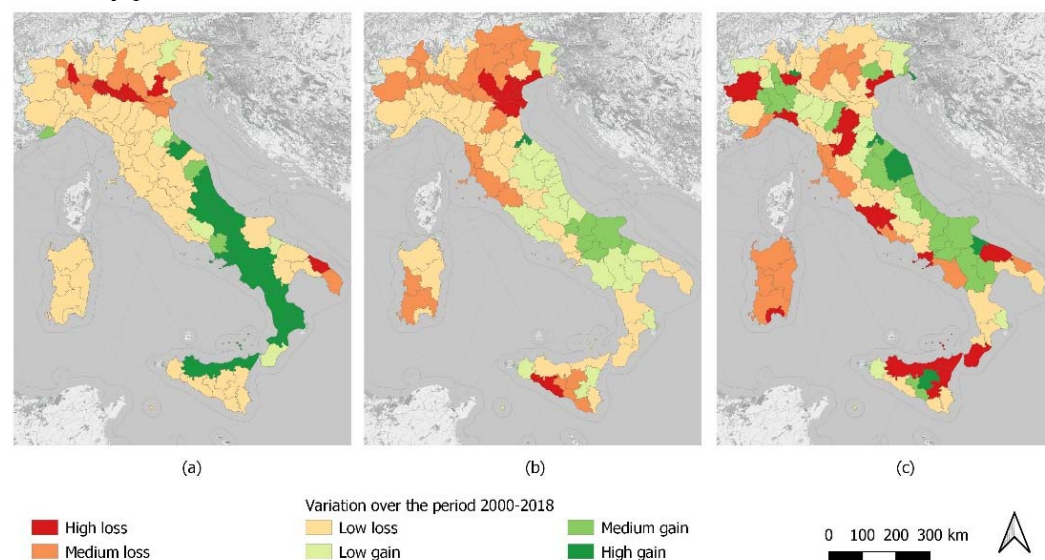 (a)
(b)
(c)
Variation over the period 2000-2018
High loss
Low loss
Medium gain
Medium loss
Low gain
High gain
0 100 200 300 km